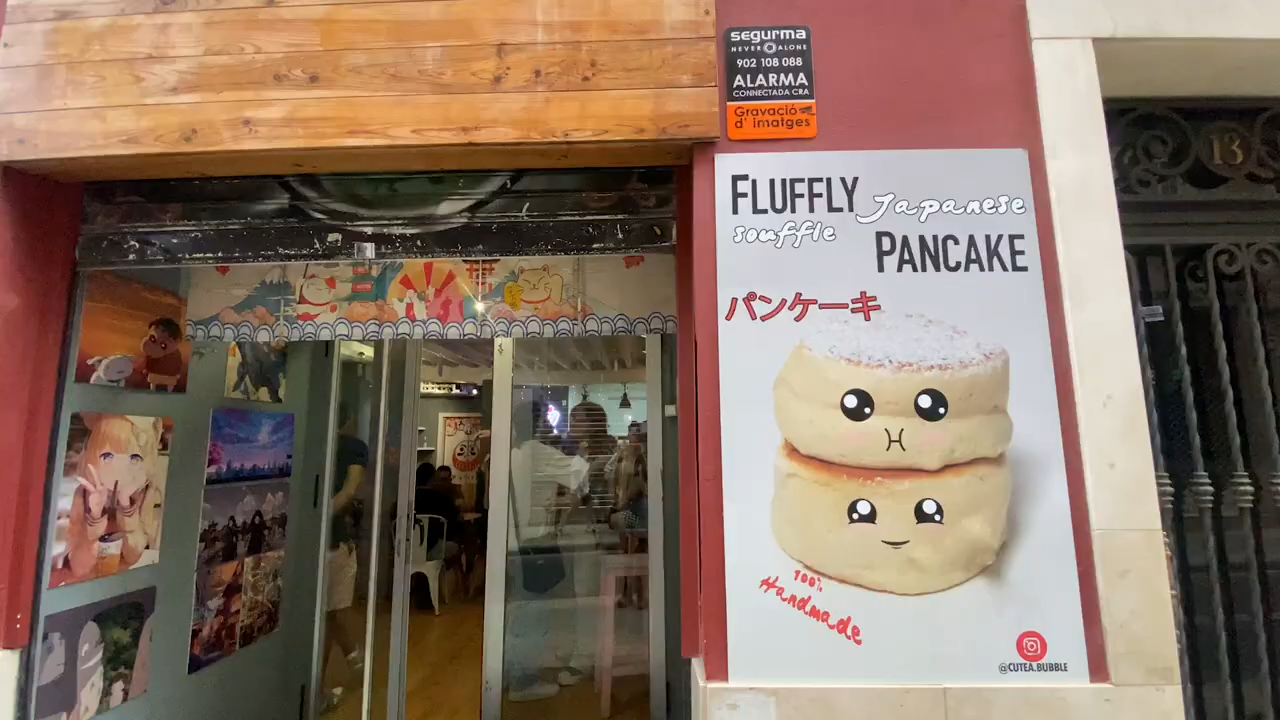 segurma
NEVER ALONE
902 108 088
ALARMA
CONNECTADA CRA
Gravació
d'imatges
13
FLUFFLY Japanese
souffle
PANCAKE
パンケーキ
100%
Handmade
@CUTEA.BUBBLE